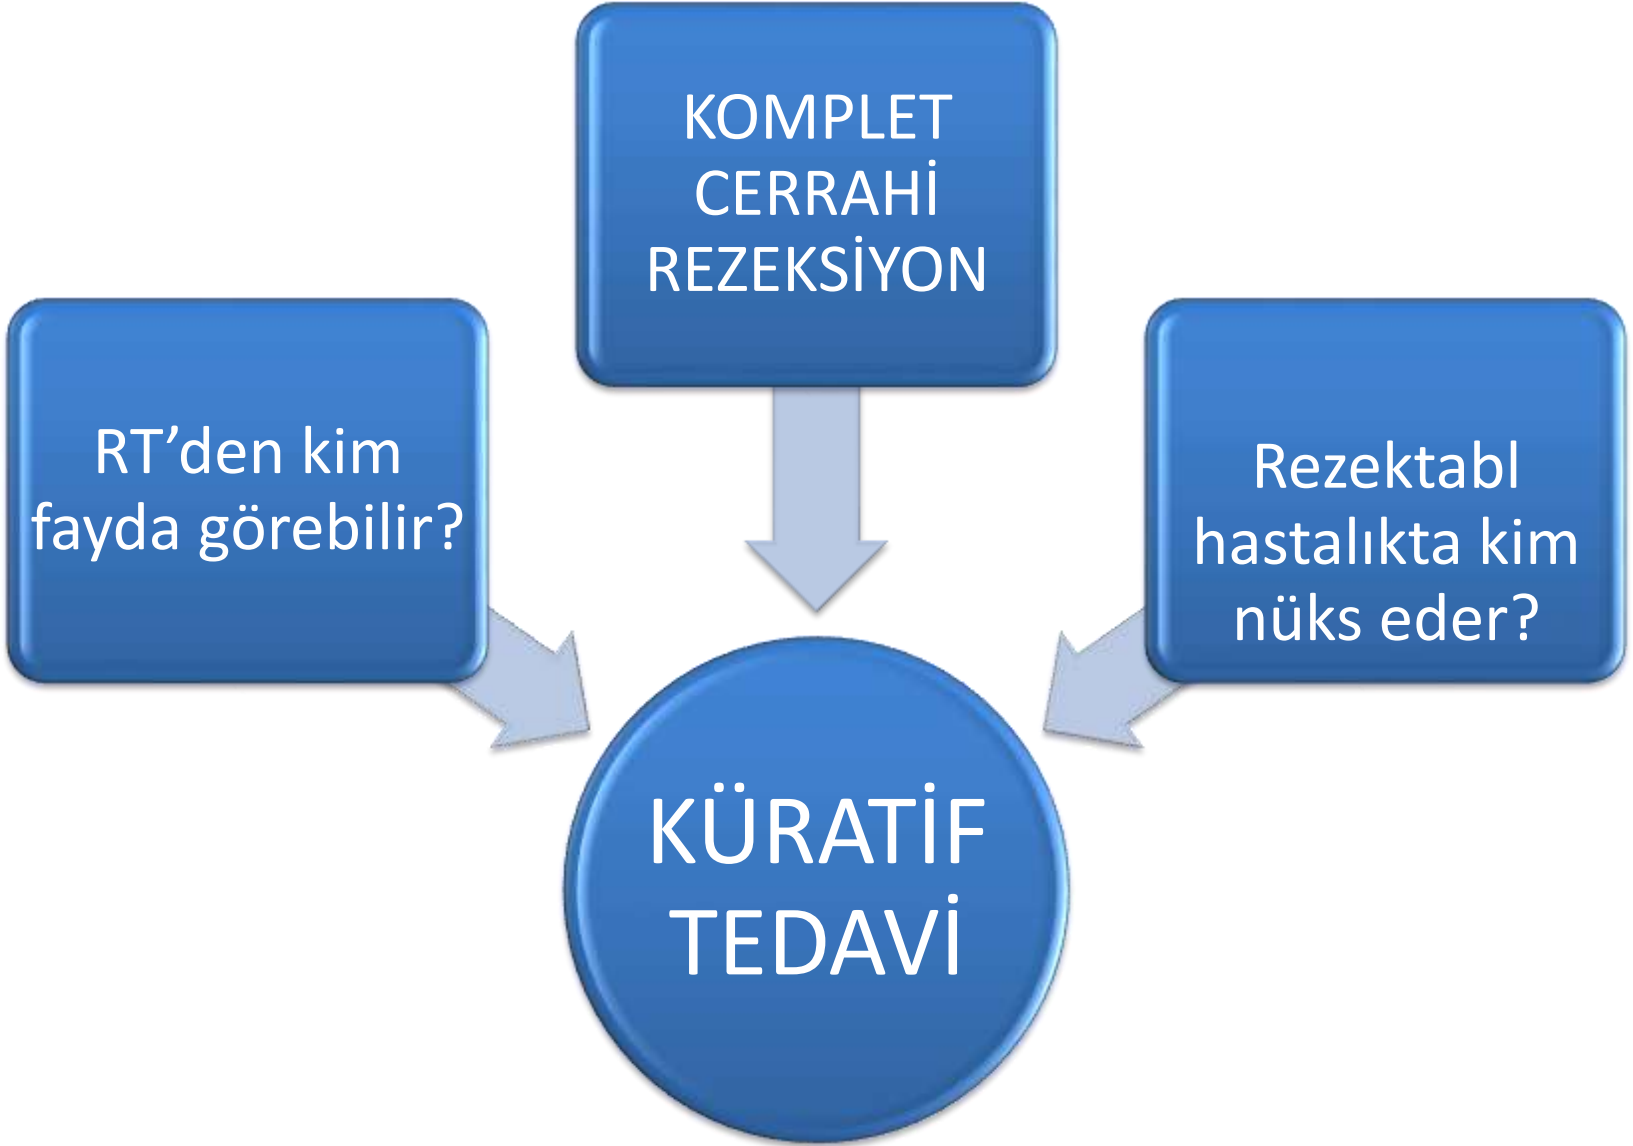 KOMPLET
CERRAHİ
REZEKSİYON
RT’den kim
fayda görebilir?
Rezektabl
hastalıkta kim
nüks eder?
KÜRATİF
TEDAVİ